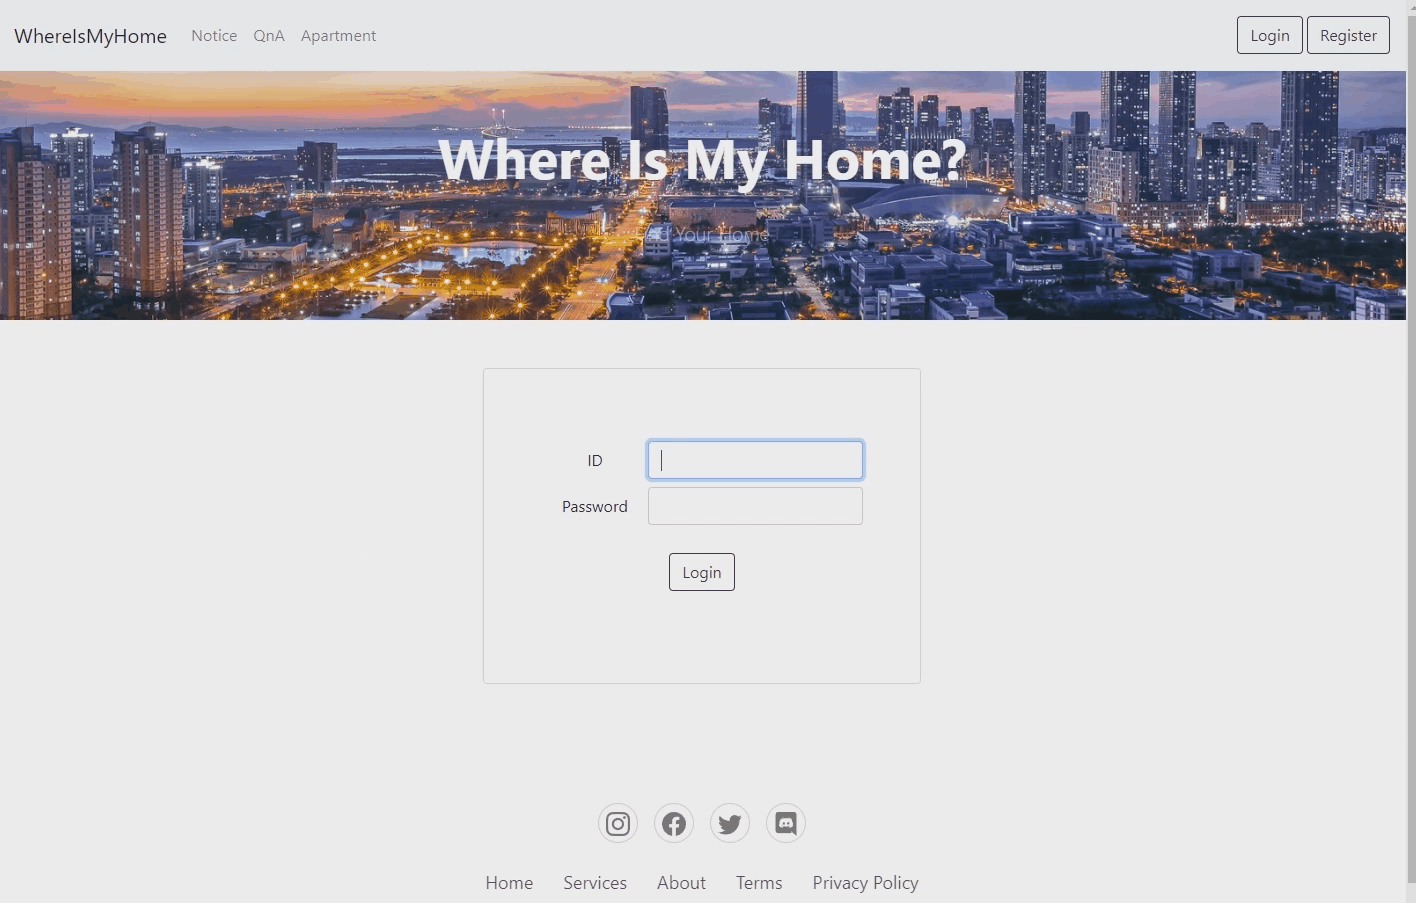 WhereIsMyHome Notice QnA Apartment Login Register
Where Is My Home?
Find Your Home
ID
Password
Login
Home Services About Terms Privacy Policy